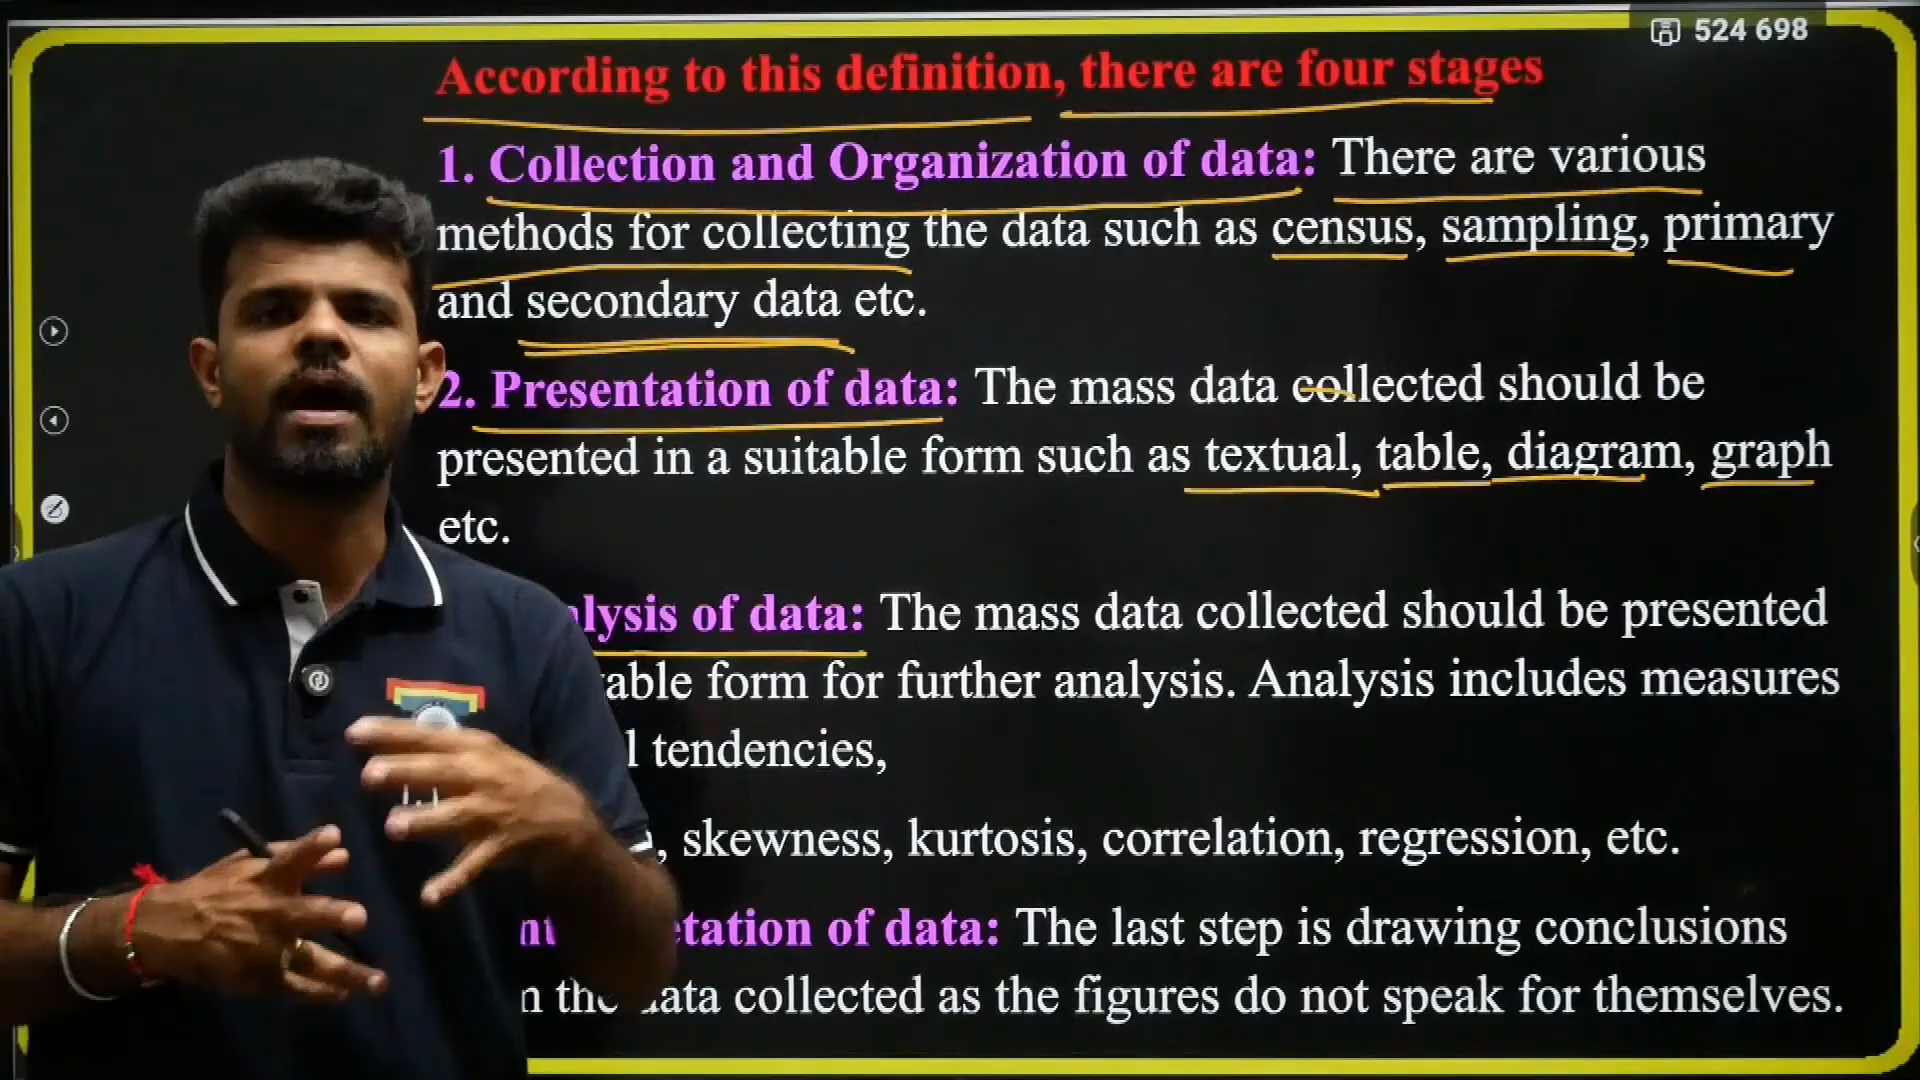 524 698
According to this definition, there are four stages
1. Collection and Organization of data: There are various
methods for collecting the data such as census, sampling, primary
and secondary data etc.
2. Presentation of data: The mass data collected should be
presented in a suitable form such as textual, table, diagram, graph
etc.
of data: The mass data collected should be presented
form for further analysis. Analysis includes measures
tendencies,
skewness, kurtosis, correlation, regression, etc.
of data: The last step is drawing conclusions
the data collected as the figures do not speak for themselves.